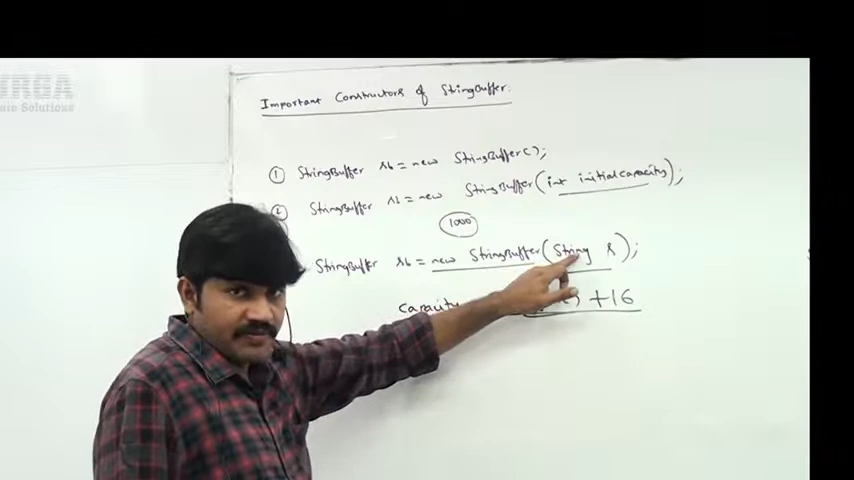 Important Constructors of StringBuffer.
① StringBuffer sb = new StringBuffer();
② StringBuffer sb = new StringBuffer(int initialcapacity);
1000
StringBuffer sb = new StringBuffer(String s);
capacity +16